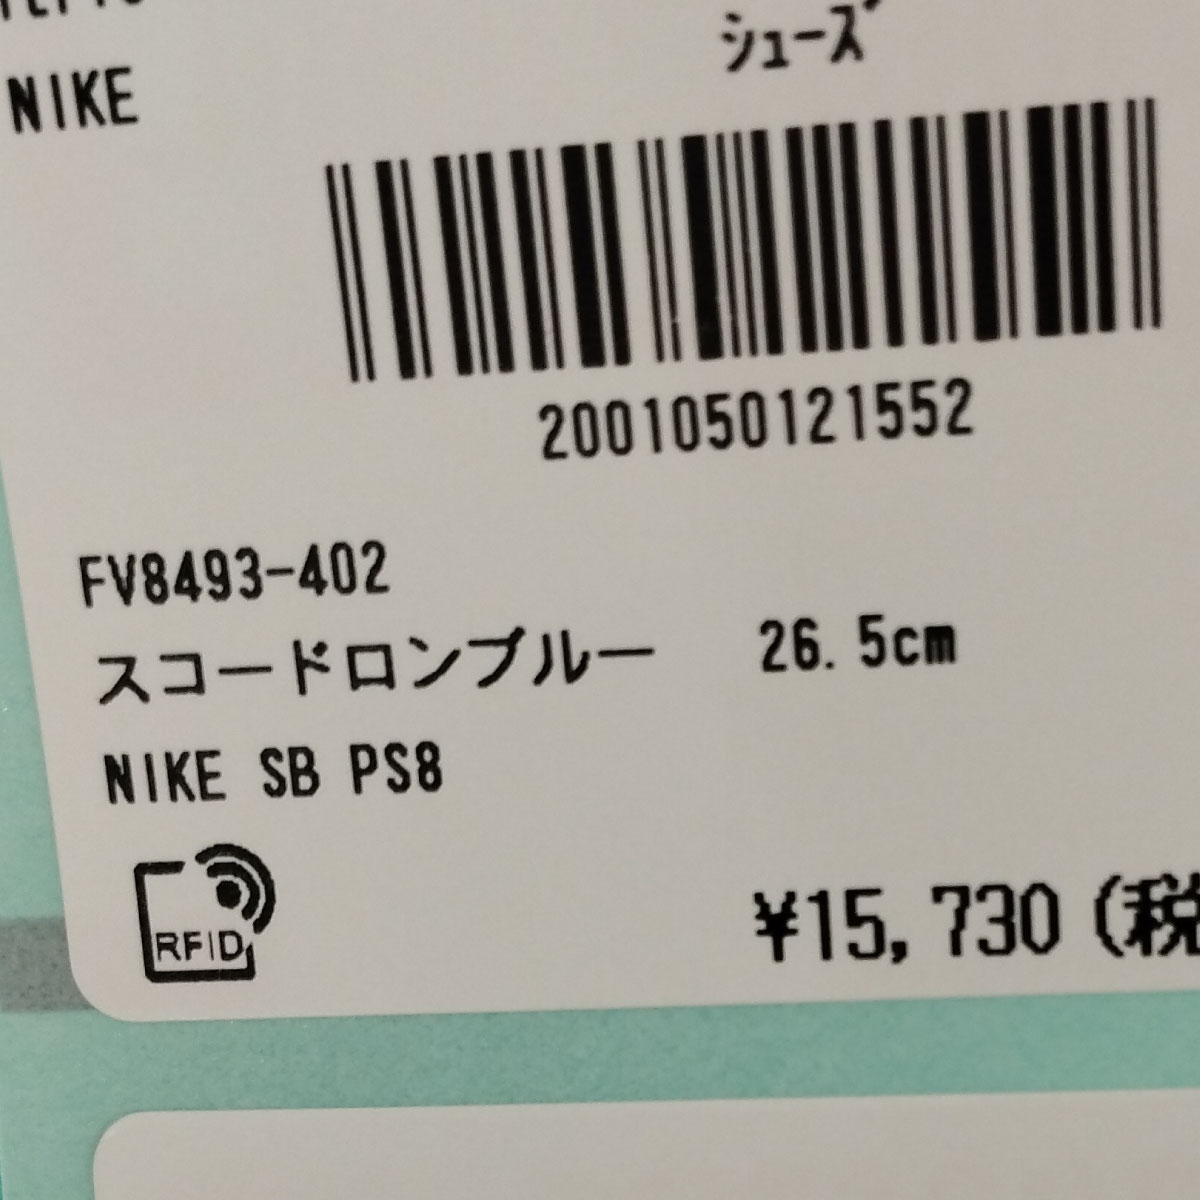 シューズ
NIKE
2001050121552
FV8493-402
スコードロンブルー 26.5cm
NIKE SB PS8
RFID
¥15,730(税